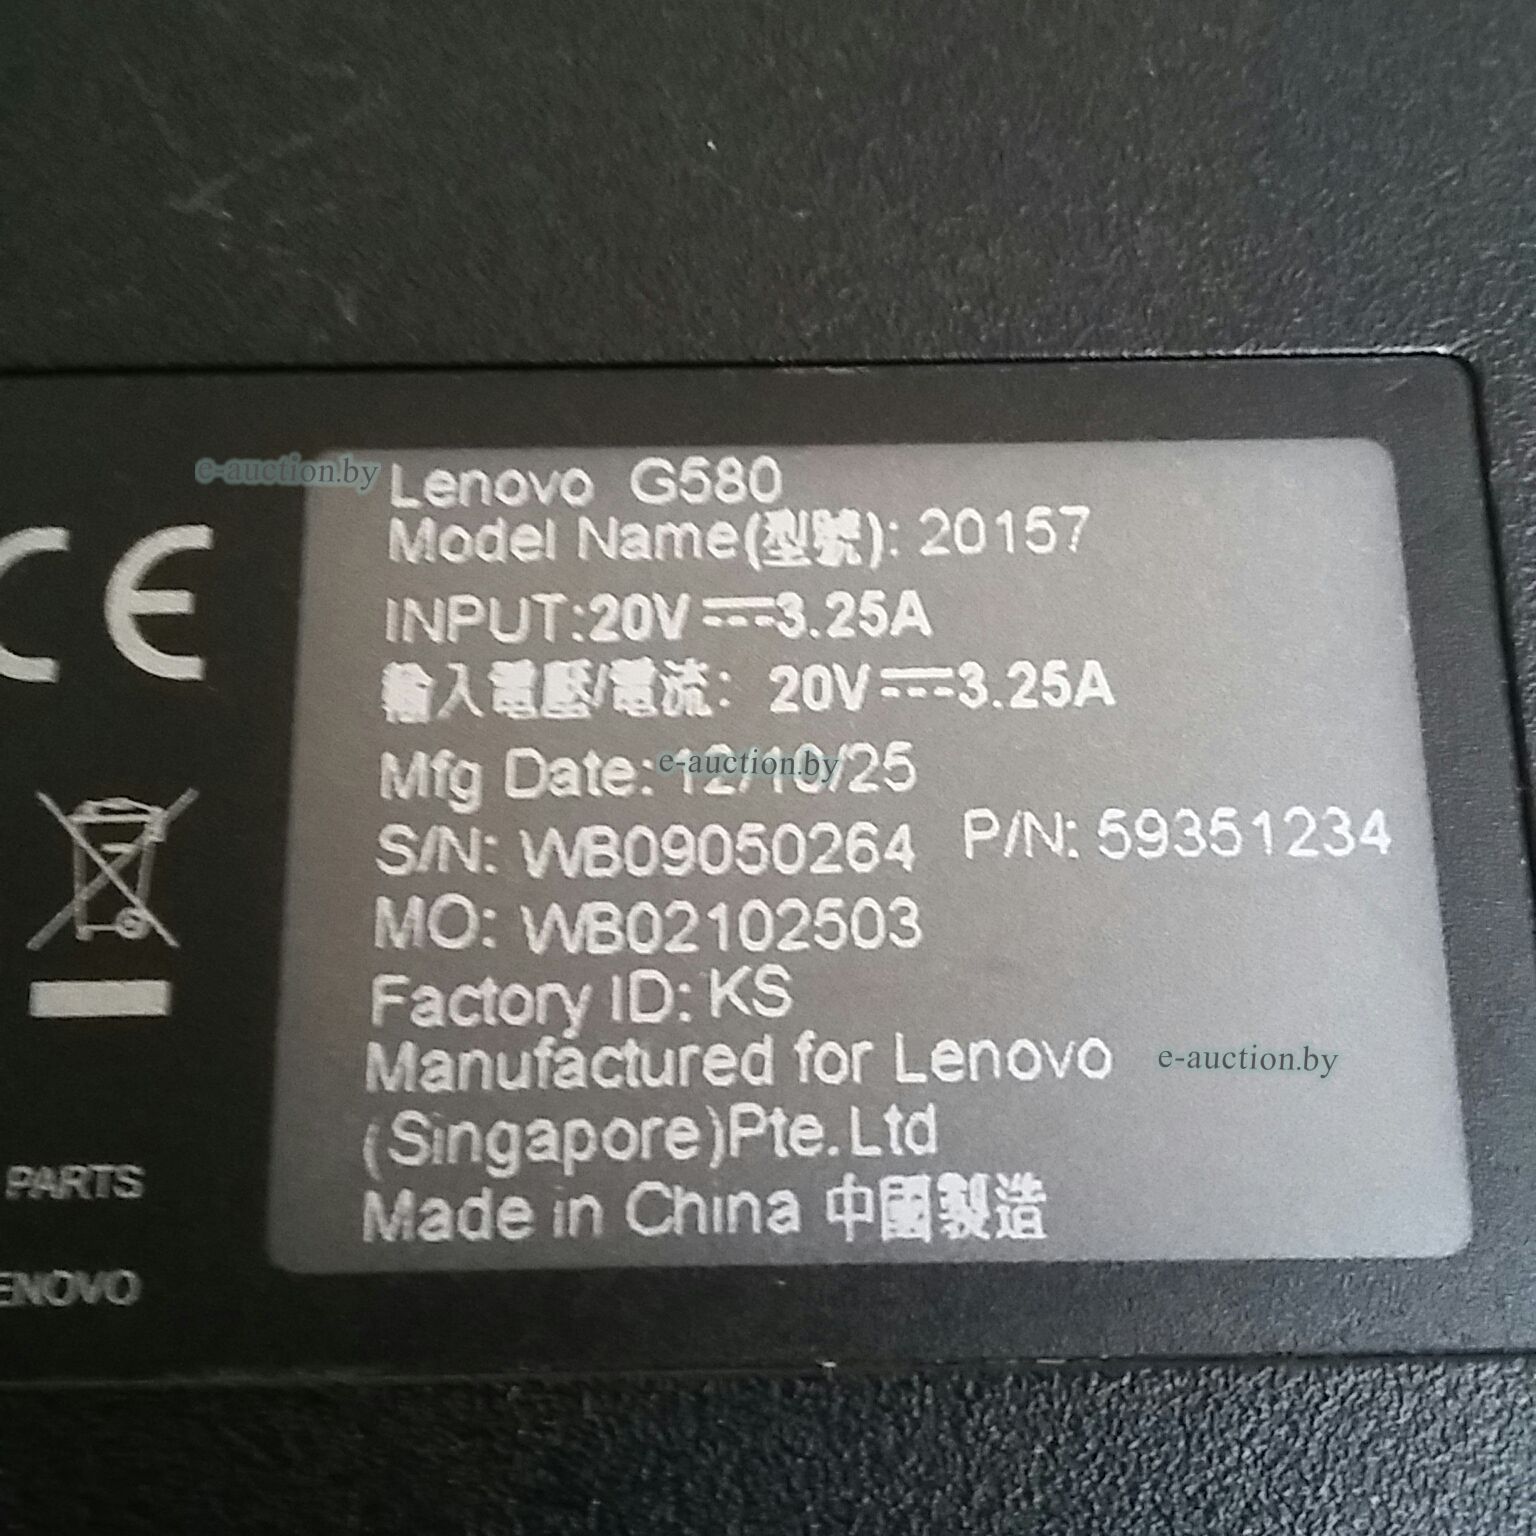 e-auction.by
Lenovo G580
Model Name(型號): 20157
INPUT:20V⎓3.25A
輸入電壓/電流: 20V⎓3.25A
Mfg Date: 12/10/25
e-auction.by
S/N: WB09050264 P/N: 59351234
MO: WB02102503
Factory ID: KS
Manufactured for Lenovo
e-auction.by
(Singapore)Pte.Ltd
Made in China 中國製造
CE
PARTS
ENOVO